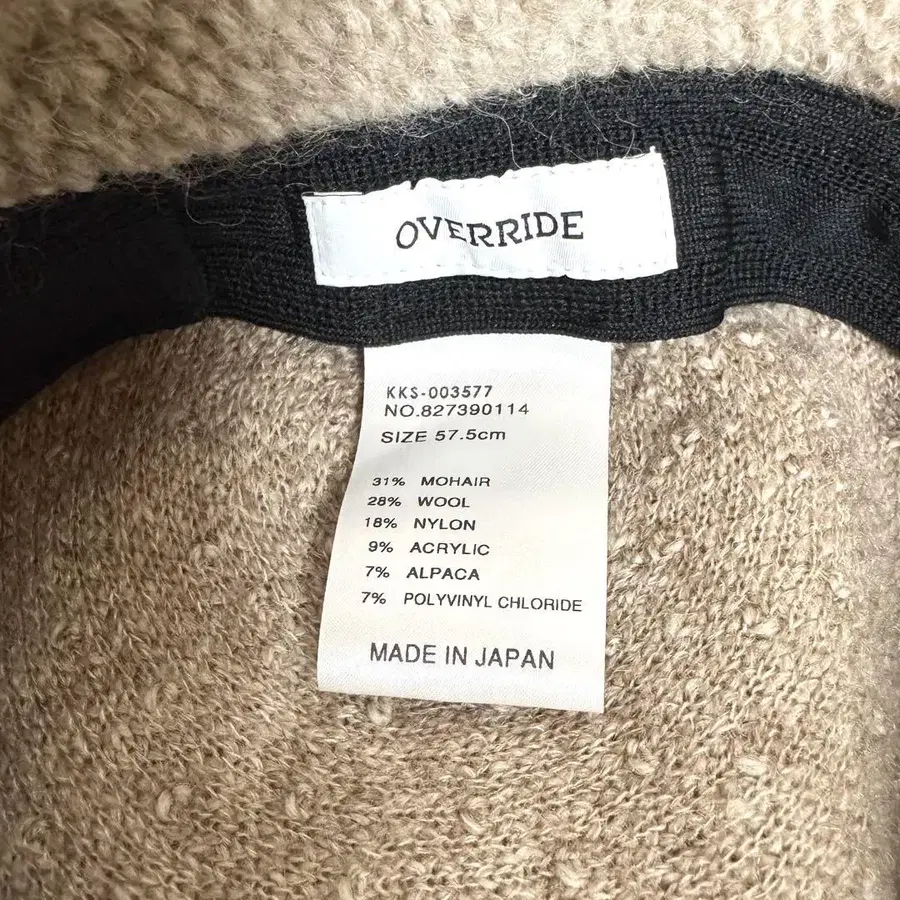 OVERRIDE
KKS-003577
NO.827390114
SIZE 57.5cm
31% MOHAIR
28% WOOL
18% NYLON
9% ACRYLIC
7% ALPACA
7% POLYVINYL CHLORIDE
MADE IN JAPAN